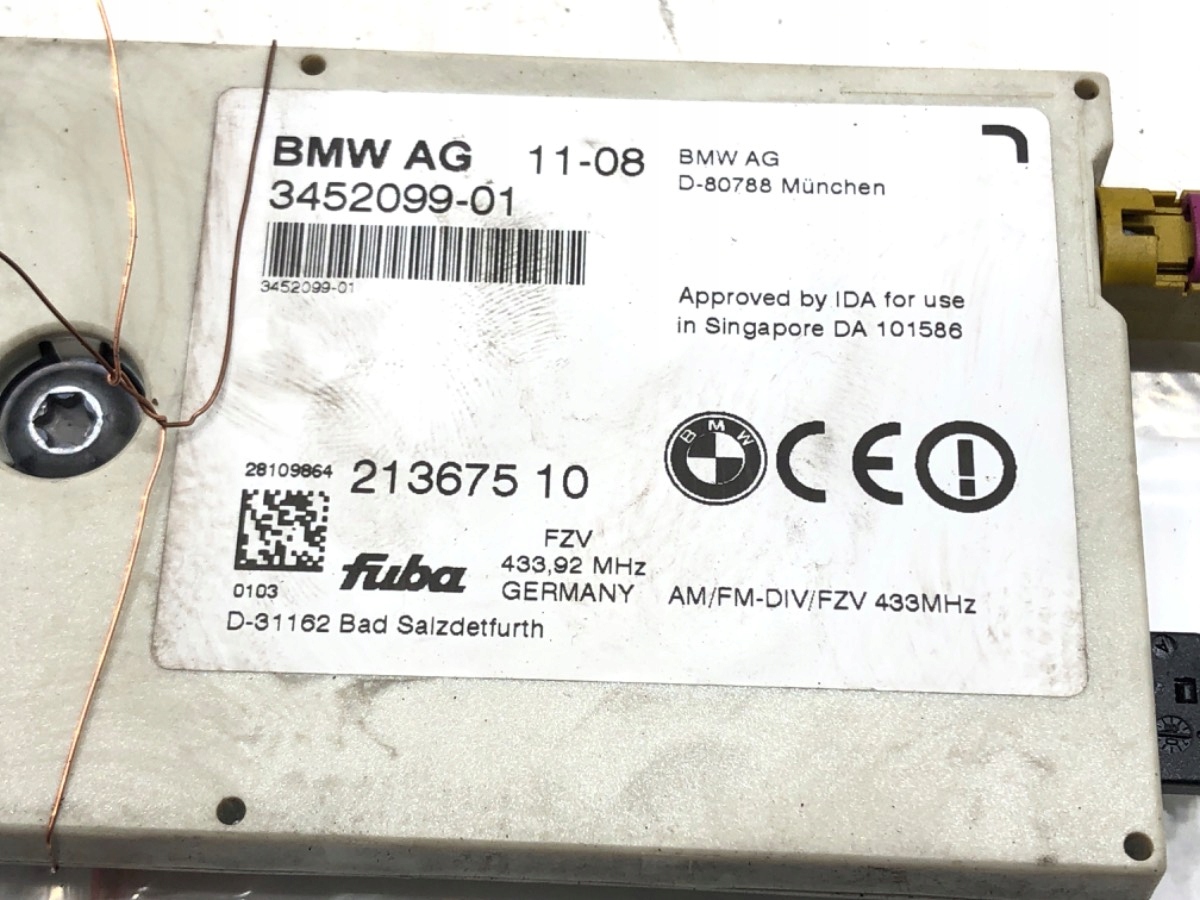 BMW AG 11-08
3452099-01
3452099-01
BMW AG
D-80788 München
Approved by IDA for use
in Singapore DA 101586
BMW
CE
28109864 213675 10
0103
fuba
FZV
433,92 MHz
GERMANY
AM/FM-DIV/FZV 433MHz
D-31162 Bad Salzdetfurth